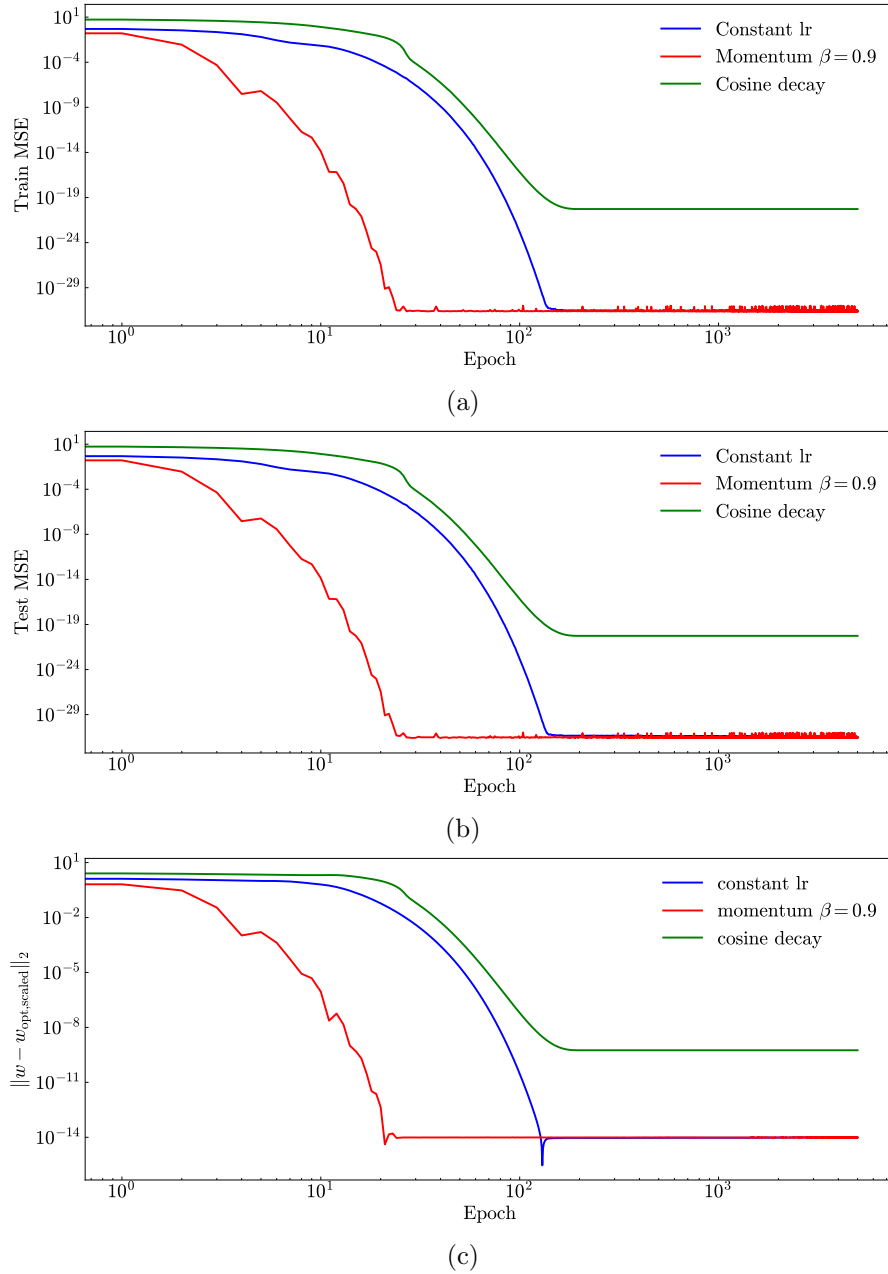 10^1
10^−4
10^−9
10^−14
10^−19
10^−24
10^−29
Train MSE
Constant lr
Momentum β = 0.9
Cosine decay
10^0 10^1 10^2 10^3
Epoch
(a)
10^1
10^−4
10^−9
10^−14
10^−19
10^−24
10^−29
Test MSE
Constant lr
Momentum β = 0.9
Cosine decay
10^0 10^1 10^2 10^3
Epoch
(b)
10^1
10^−2
10^−5
10^−8
10^−11
10^−14
||w − w_opt,scaled||_2
constant lr
momentum β = 0.9
cosine decay
10^0 10^1 10^2 10^3
Epoch
(c)